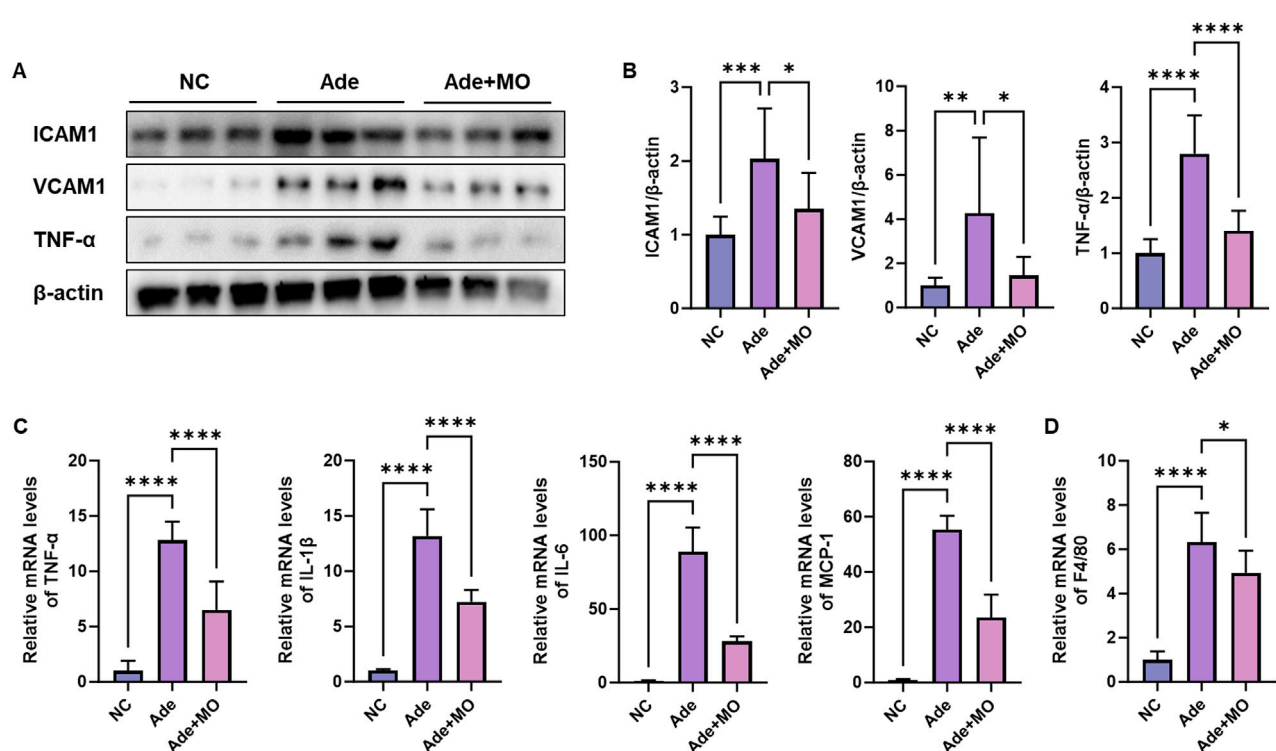 A
NC Ade Ade+MO
ICAM1
VCAM1
TNF-α
β-actin
B
*** *
ICAM1/β-actin
3
2
1
0
NC Ade Ade+MO
** *
VCAM1/β-actin
10
8
6
4
2
0
NC Ade Ade+MO
****
****
TNF-α/β-actin
4
3
2
1
0
NC Ade Ade+MO
C
****
****
Relative mRNA levels
of TNF-α
20
15
10
5
0
NC Ade Ade+MO
****
****
Relative mRNA levels
of IL-1β
20
15
10
5
0
NC Ade Ade+MO
****
****
Relative mRNA levels
of IL-6
150
100
50
0
NC Ade Ade+MO
****
****
Relative mRNA levels
of MCP-1
80
60
40
20
0
NC Ade Ade+MO
D
*
****
Relative mRNA levels
of F4/80
10
8
6
4
2
0
NC Ade Ade+MO